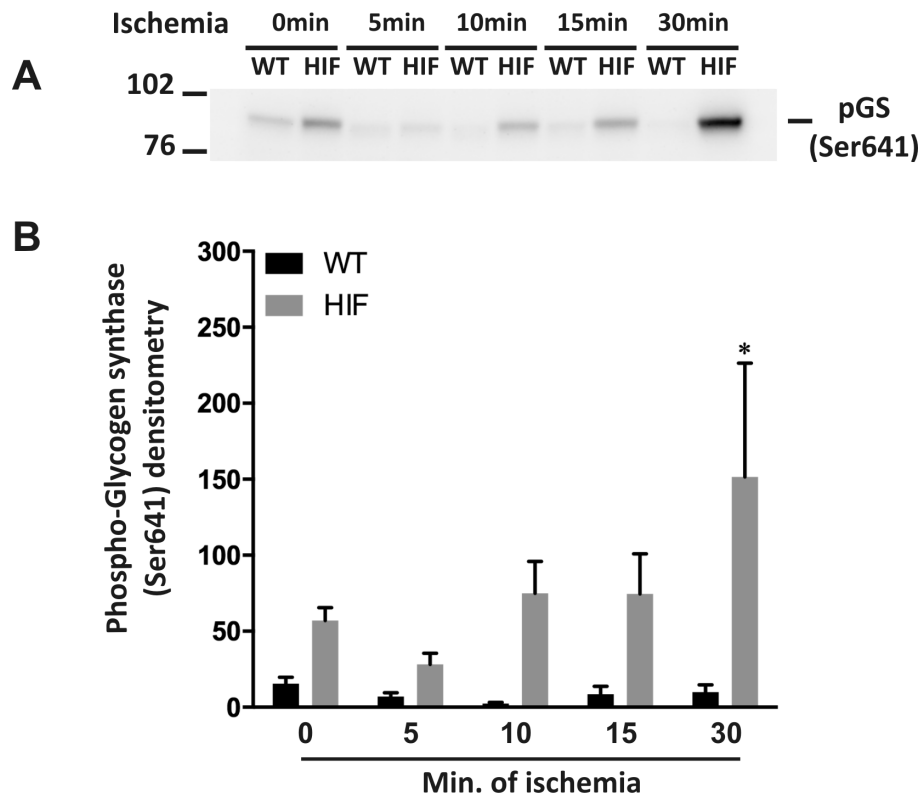 Ischemia 0min 5min 10min 15min 30min
A
WT HIF WT HIF WT HIF WT HIF WT HIF
102
76
pGS
(Ser641)
B
Phospho-Glycogen synthase
(Ser641) densitometry
300
250
200
150
100
50
0
WT
HIF
*
0 5 10 15 30
Min. of ischemia